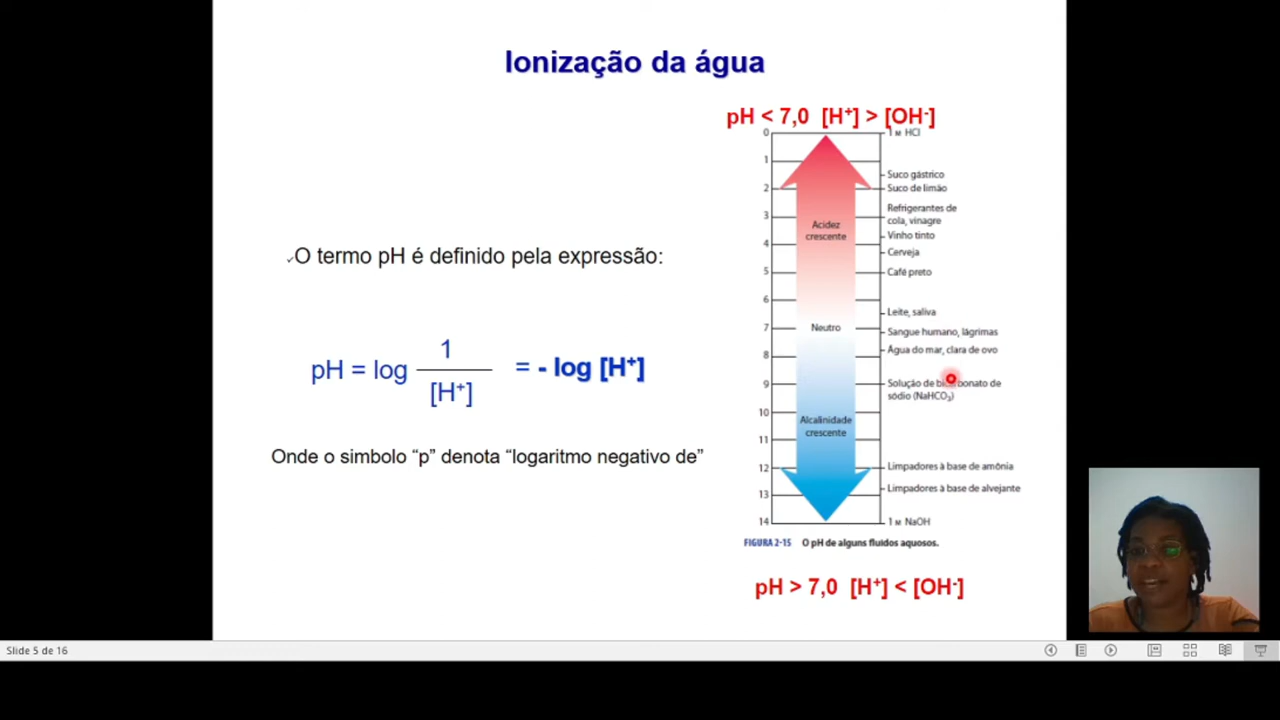 Ionização da água
pH < 7,0 [H⁺] > [OH⁻]
✓O termo pH é definido pela expressão:
pH = log 1 / [H⁺] = - log [H⁺]
Onde o simbolo “p” denota “logaritmo negativo de”
0
1
2
3
4
5
6
7
8
9
10
11
12
13
14
Acidez
crescente
Neutro
Alcalinidade
crescente
1 M HCl
Suco gástrico
Suco de limão
Refrigerantes de
cola, vinagre
Vinho tinto
Cerveja
Café preto
Leite, saliva
Sangue humano, lágrimas
Água do mar, clara de ovo
Solução de bicarbonato de
sódio (NaHCO₃)
Limpadores à base de amônia
Limpadores à base de alvejante
1 M NaOH
FIGURA 2-15 O pH de alguns fluidos aquosos.
pH > 7,0 [H⁺] < [OH⁻]
Slide 5 de 16